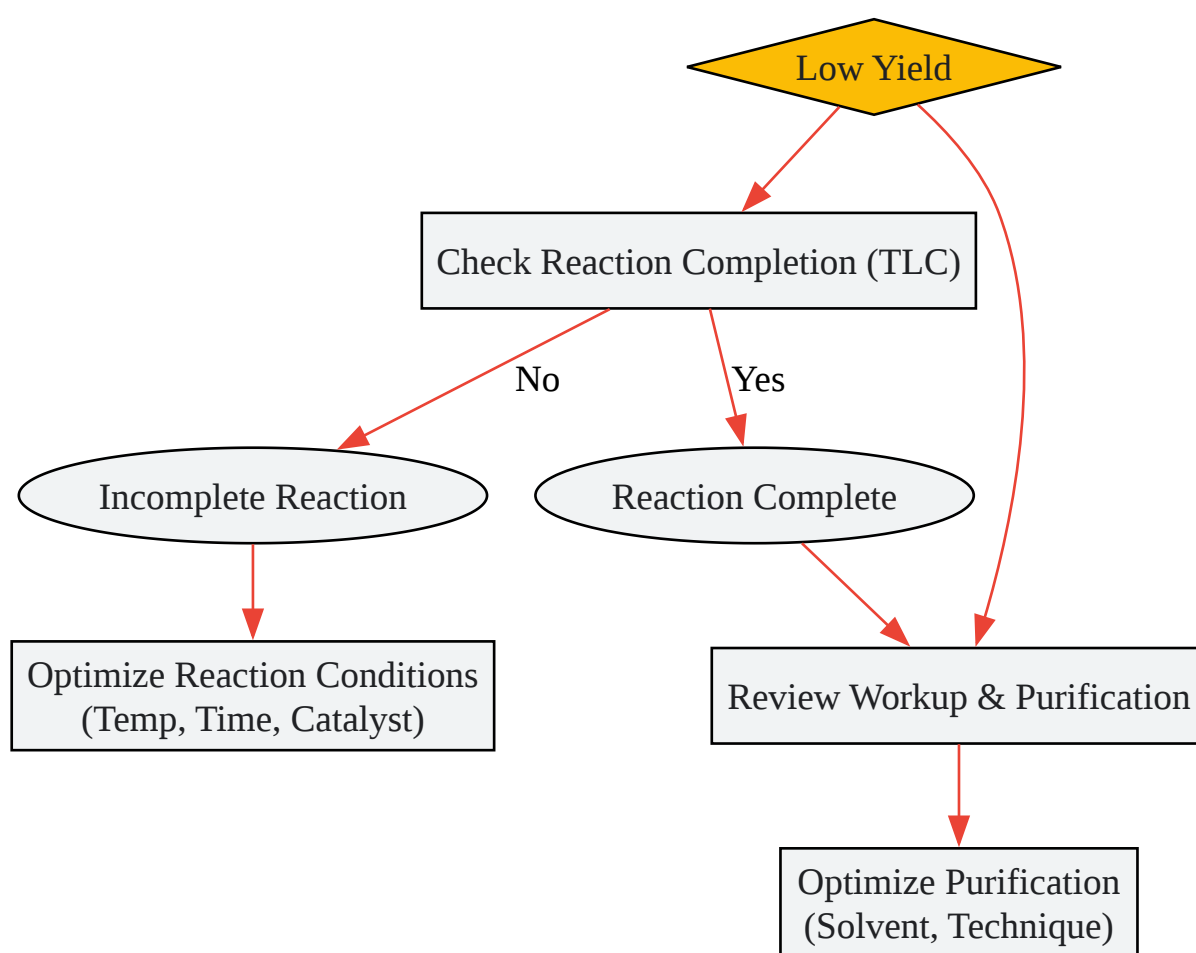 Low Yield
Check Reaction Completion (TLC)
No
Yes
Incomplete Reaction
Reaction Complete
Optimize Reaction Conditions
(Temp, Time, Catalyst)
Review Workup & Purification
Optimize Purification
(Solvent, Technique)